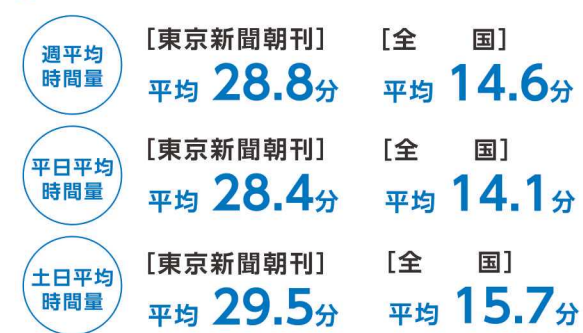 週平均
時間量
[東京新聞朝刊] [全 国]
平均 28.8分 平均 14.6分
平日平均
時間量
[東京新聞朝刊] [全 国]
平均 28.4分 平均 14.1分
土日平均
時間量
[東京新聞朝刊] [全 国]
平均 29.5分 平均 15.7分